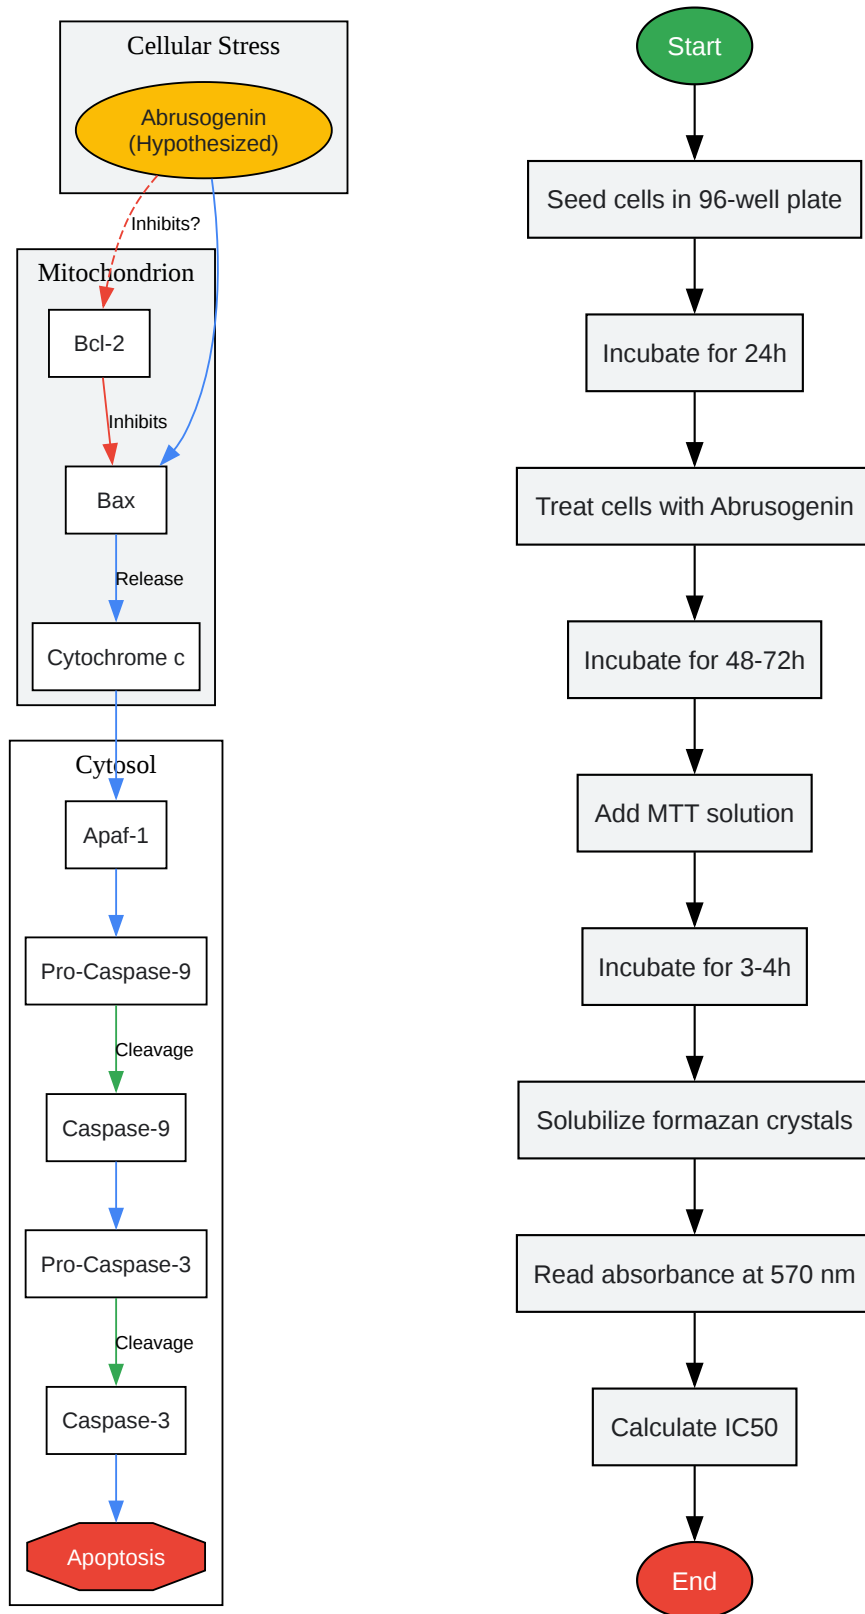 Cellular Stress
Abrusogenin
(Hypothesized)
Inhibits?
Mitochondrion
Bcl-2
Inhibits
Bax
Release
Cytochrome c
Cytosol
Apaf-1
Pro-Caspase-9
Cleavage
Caspase-9
Pro-Caspase-3
Cleavage
Caspase-3
Apoptosis
Start
Seed cells in 96-well plate
Incubate for 24h
Treat cells with Abrusogenin
Incubate for 48-72h
Add MTT solution
Incubate for 3-4h
Solubilize formazan crystals
Read absorbance at 570 nm
Calculate IC50
End